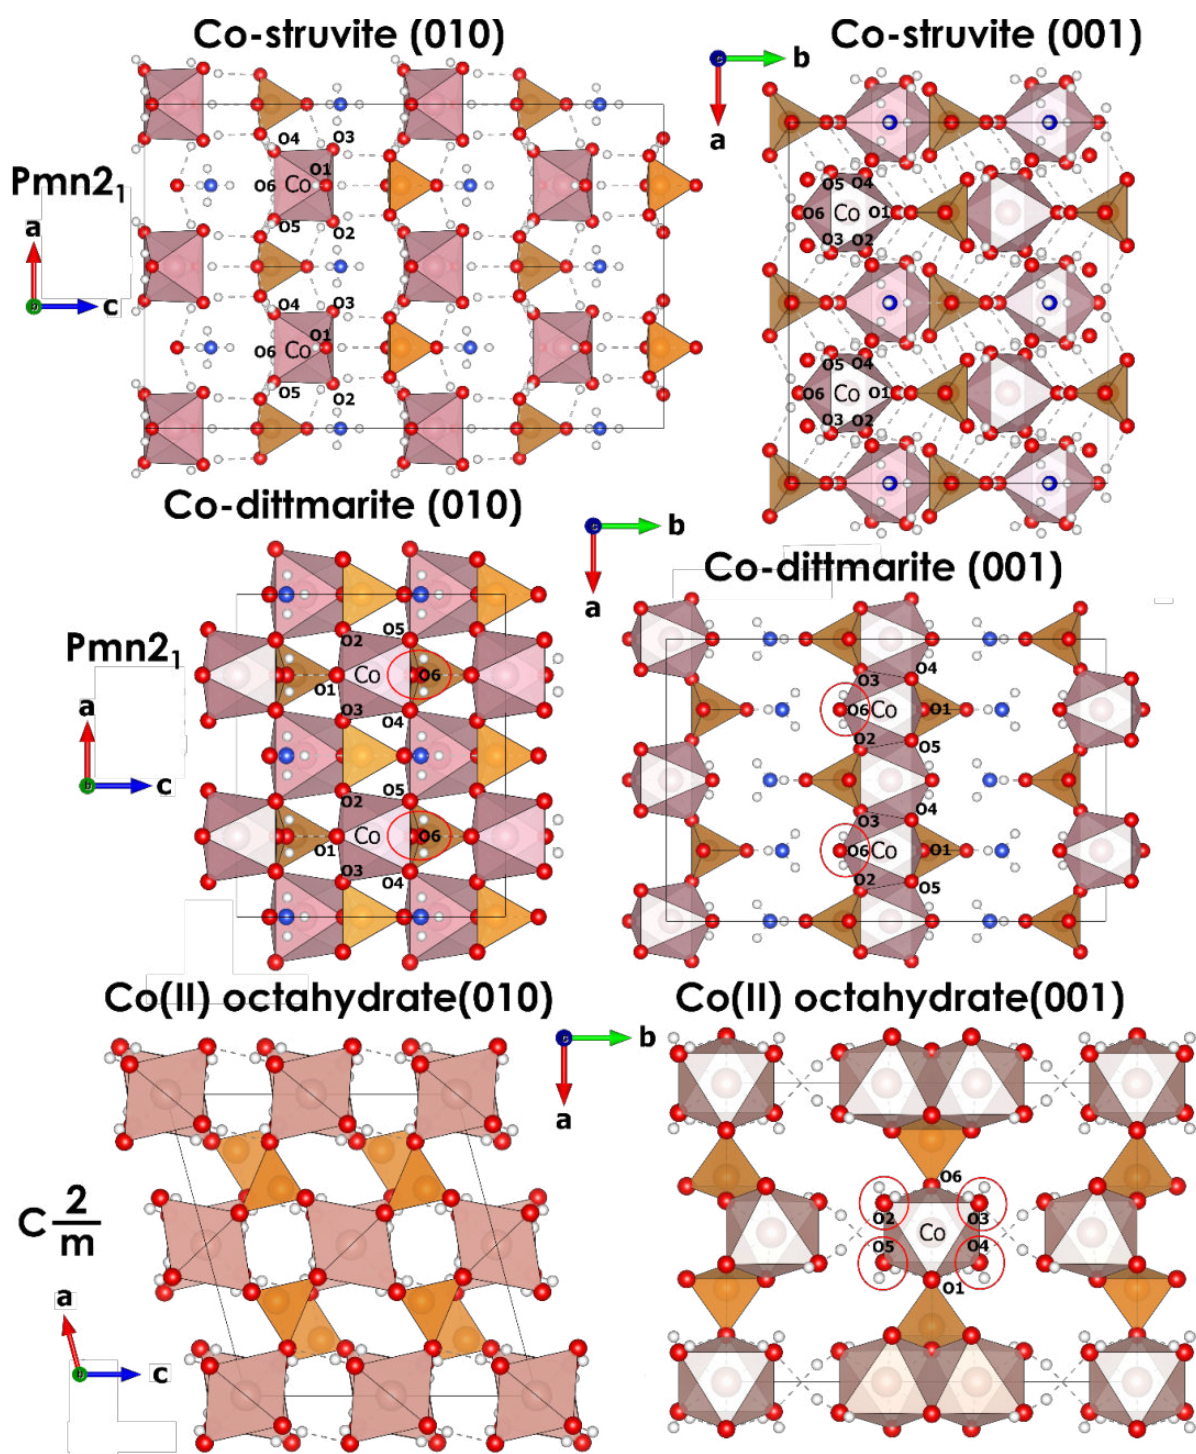 Co-struvite (010)
Co-struvite (001)
b
a
O4
O3
O1
O6
Co
Pmn2₁
O5
O2
a
b
c
O4
O3
O1
O6
Co
O5
O2
O5
O4
O6
Co
O1
O3
O2
O5
O4
O6
Co
O1
O3
O2
Co-dittmarite (010)
b
a
Co-dittmarite (001)
O2
O5
Pmn2₁
Co
O6
O1
O3
O4
a
b
c
O2
O5
Co
O6
O1
O3
O4
O4
O3
O6
Co
O1
O2
O5
O4
O3
O6
Co
O1
O2
O5
Co(II) octahydrate(010)
Co(II) octahydrate(001)
b
a
C 2/m
a
b
c
O6
O2
O3
Co
O5
O4
O1